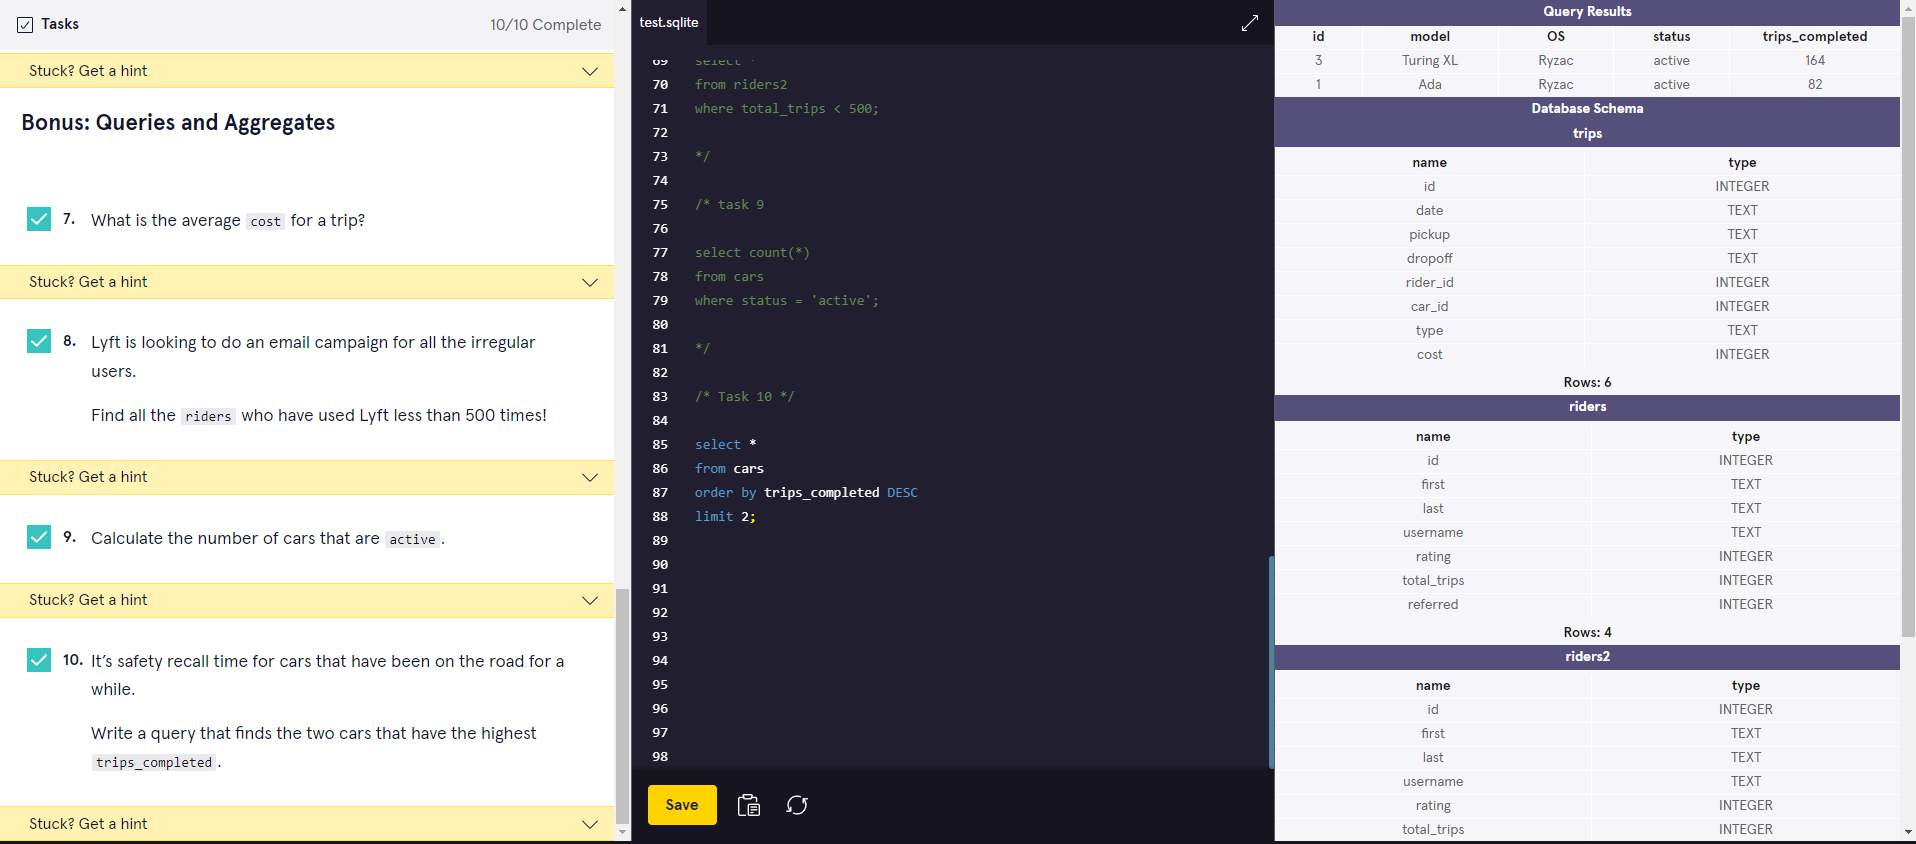 Tasks
10/10 Complete
Stuck? Get a hint
Bonus: Queries and Aggregates
7. What is the average cost for a trip?
Stuck? Get a hint
8. Lyft is looking to do an email campaign for all the irregular
users.
Find all the riders who have used Lyft less than 500 times!
Stuck? Get a hint
9. Calculate the number of cars that are active.
Stuck? Get a hint
10. It's safety recall time for cars that have been on the road for a
while.
Write a query that finds the two cars that have the highest
trips_completed.
Stuck? Get a hint
test.sqlite
69 select *
70 from riders2
71 where total_trips < 500;
72
73 */
74
75 /* task 9
76
77 select count(*)
78 from cars
79 where status = 'active';
80
81 */
82
83 /* Task 10 */
84
85 select *
86 from cars
87 order by trips_completed DESC
88 limit 2;
89
90
91
92
93
94
95
96
97
98
Save
Query Results
id model OS status trips_completed
3 Turing XL Ryzac active 164
1 Ada Ryzac active 82
Database Schema
trips
name type
id INTEGER
date TEXT
pickup TEXT
dropoff TEXT
rider_id INTEGER
car_id INTEGER
type TEXT
cost INTEGER
Rows: 6
riders
name type
id INTEGER
first TEXT
last TEXT
username TEXT
rating INTEGER
total_trips INTEGER
referred INTEGER
Rows: 4
riders2
name type
id INTEGER
first TEXT
last TEXT
username TEXT
rating INTEGER
total_trips INTEGER